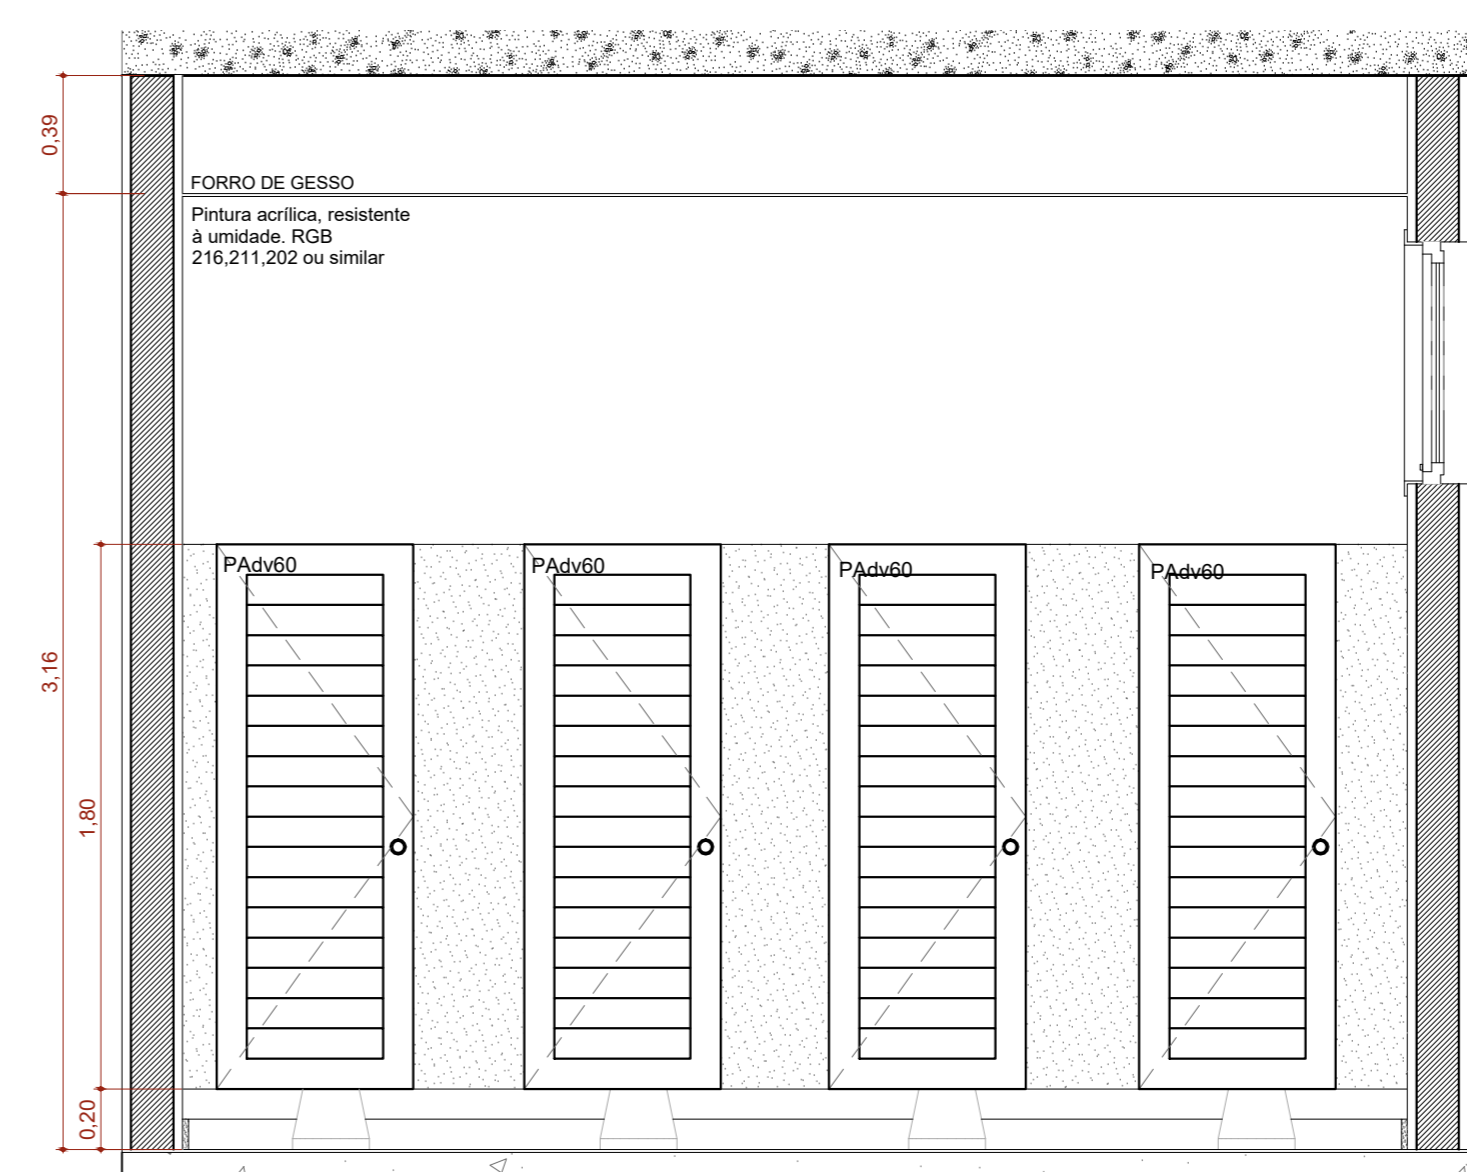 0,39
FORRO DE GESSO
Pintura acrílica, resistente
à umidade. RGB
216,211,202 ou similar
3,16
1,80
0,20
PAdv60
PAdv60
PAdv60
PAdv60